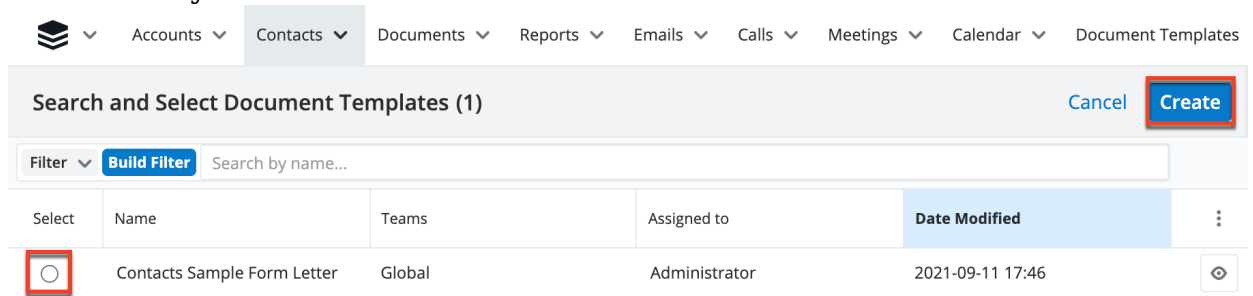 Accounts Contacts Documents Reports Emails Calls Meetings Calendar Document Templates
Search and Select Document Templates (1) Cancel Create
Filter Build Filter Search by name...
Select Name Teams Assigned to Date Modified
Contacts Sample Form Letter Global Administrator 2021-09-11 17:46